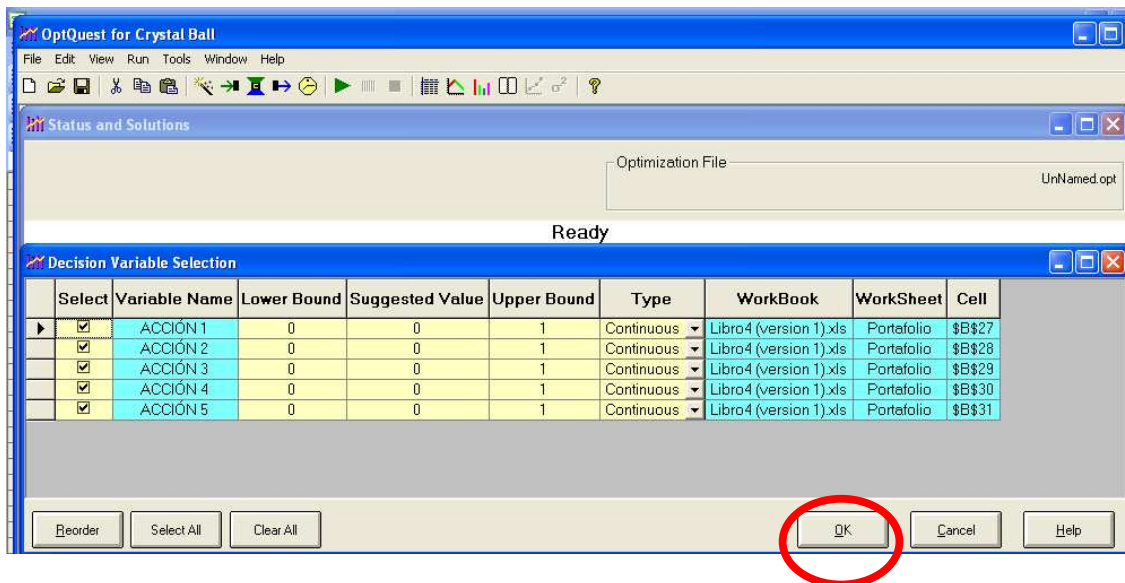 OptQuest for Crystal Ball
File Edit View Run Tools Window Help
Status and Solutions
Optimization File
UnNamed.opt
Ready
Decision Variable Selection
Select Variable Name Lower Bound Suggested Value Upper Bound Type WorkBook WorkSheet Cell
ACCIÓN 1 0 0 1 Continuous Libro4 (version 1).xls Portafolio $B$27
ACCIÓN 2 0 0 1 Continuous Libro4 (version 1).xls Portafolio $B$28
ACCIÓN 3 0 0 1 Continuous Libro4 (version 1).xls Portafolio $B$29
ACCIÓN 4 0 0 1 Continuous Libro4 (version 1).xls Portafolio $B$30
ACCIÓN 5 0 0 1 Continuous Libro4 (version 1).xls Portafolio $B$31
Reorder Select All Clear All OK Cancel Help